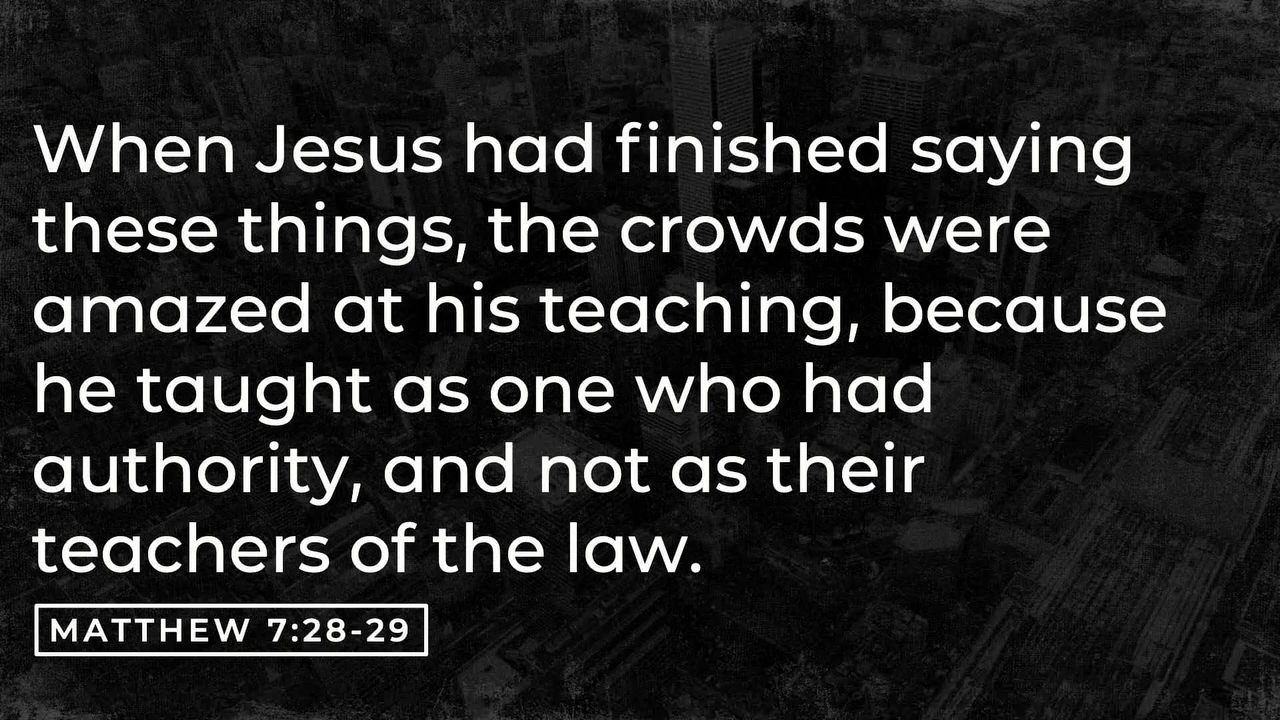 When Jesus had finished saying
these things, the crowds were
amazed at his teaching, because
he taught as one who had
authority, and not as their
teachers of the law.
MATTHEW 7:28-29